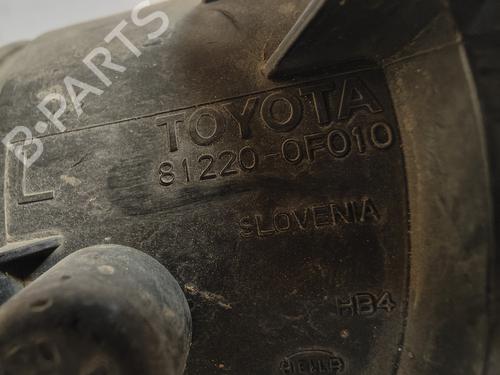 B-PARTS
TOYOTA
81220-0F010
L
SLOVENIA
HB4
HELLA